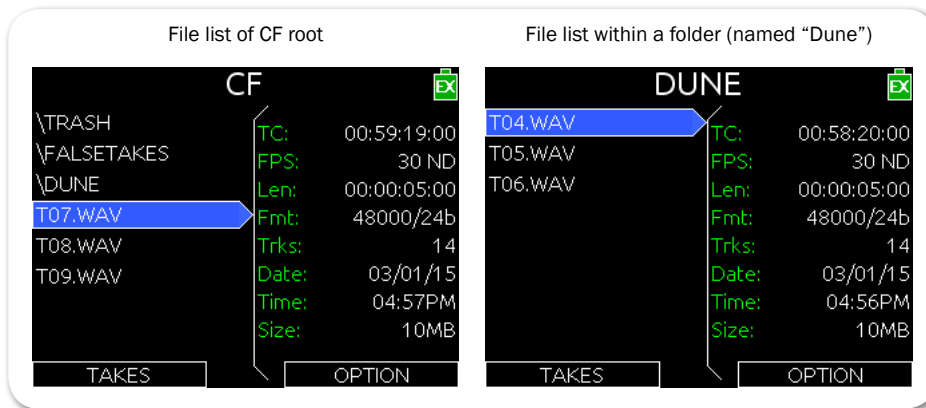 File list of CF root
CF
EX
\TRASH
\FALSETAKES
\DUNE
T07.WAV
T08.WAV
T09.WAV
TC: 00:59:19:00
FPS: 30 ND
Len: 00:00:05:00
Fmt: 48000/24b
Trks: 14
Date: 03/01/15
Time: 04:57PM
Size: 10MB
TAKES
OPTION
File list within a folder (named “Dune”)
DUNE
EX
T04.WAV
T05.WAV
T06.WAV
TC: 00:58:20:00
FPS: 30 ND
Len: 00:00:05:00
Fmt: 48000/24b
Trks: 14
Date: 03/01/15
Time: 04:56PM
Size: 10MB
TAKES
OPTION